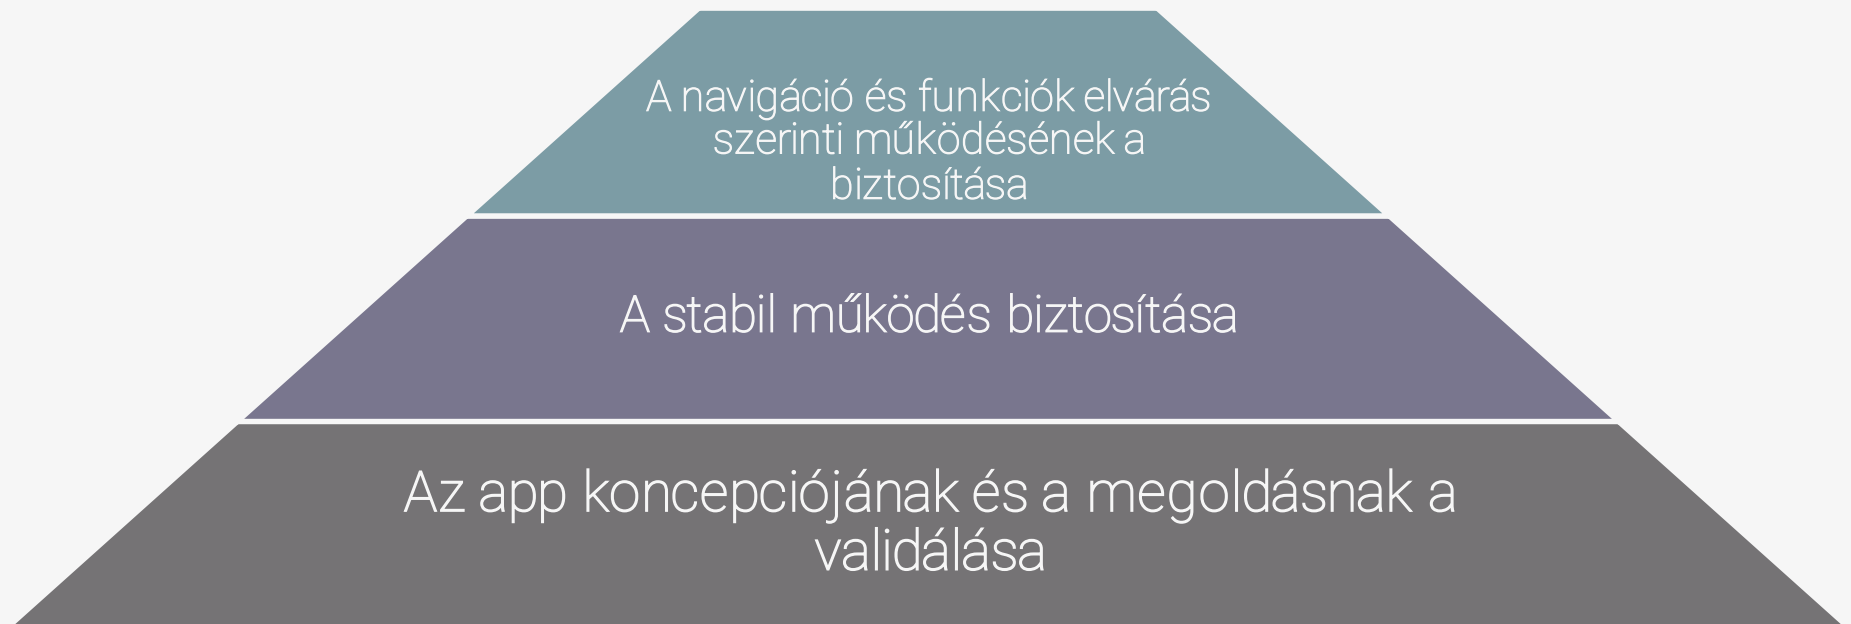 A navigáció és funkciók elvárás
szerinti működésének a
biztosítása
A stabil működés biztosítása
Az app koncepciójának és a megoldásnak a
validálása